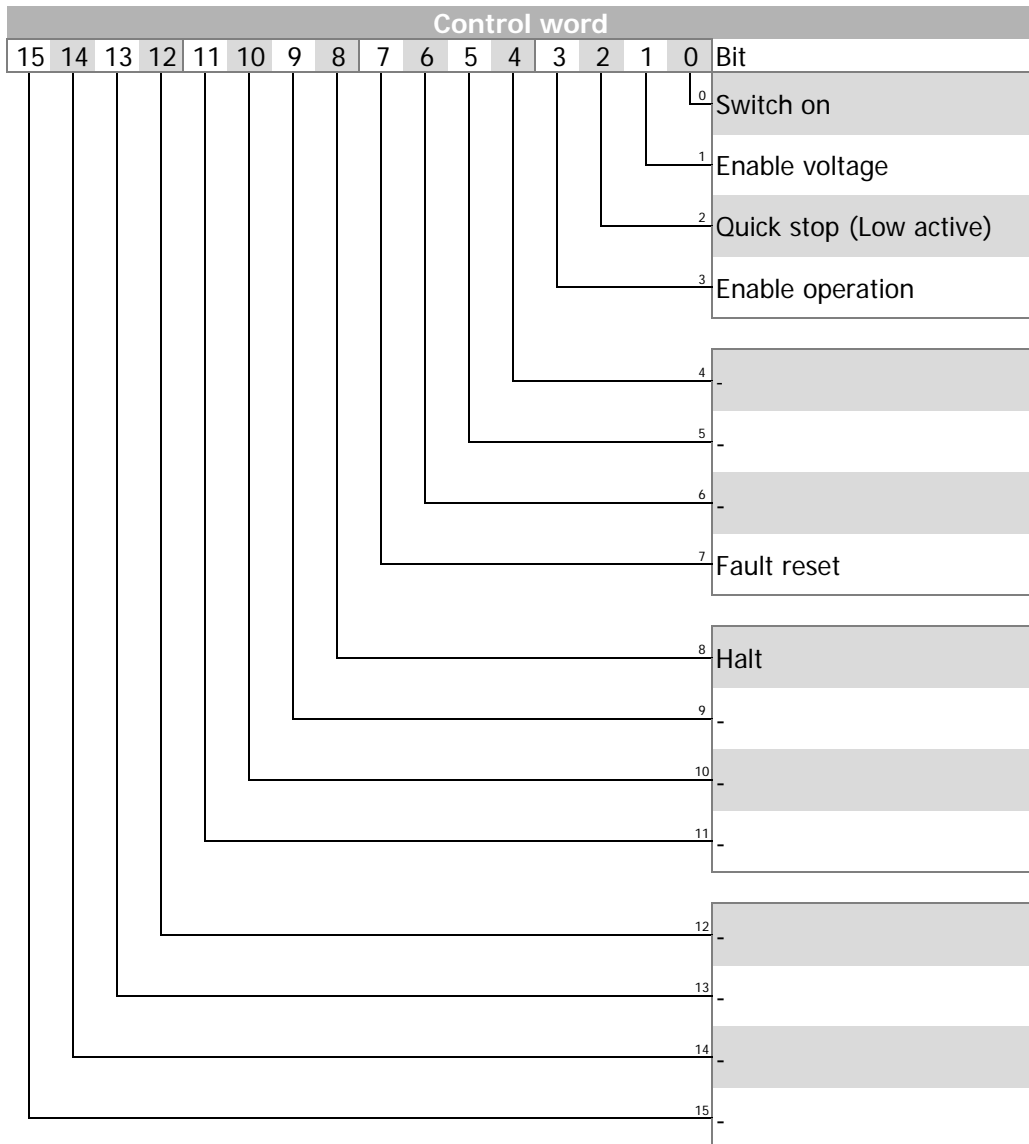 Control word
15 14 13 12 11 10 9 8 7 6 5 4 3 2 1 0 Bit
0 Switch on
1 Enable voltage
2 Quick stop (Low active)
3 Enable operation
4 -
5 -
6 -
7 Fault reset
8 Halt
9 -
10 -
11 -
12 -
13 -
14 -
15 -